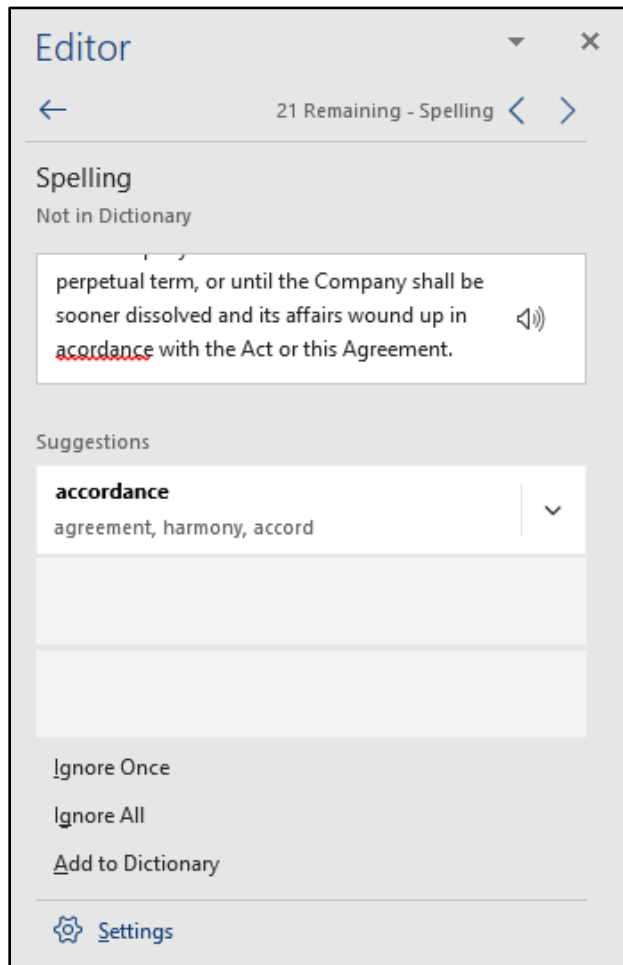 Editor
21 Remaining - Spelling
Spelling
Not in Dictionary
perpetual term, or until the Company shall be
sooner dissolved and its affairs wound up in
acordance with the Act or this Agreement.
Suggestions
accordance
agreement, harmony, accord
Ignore Once
Ignore All
Add to Dictionary
Settings